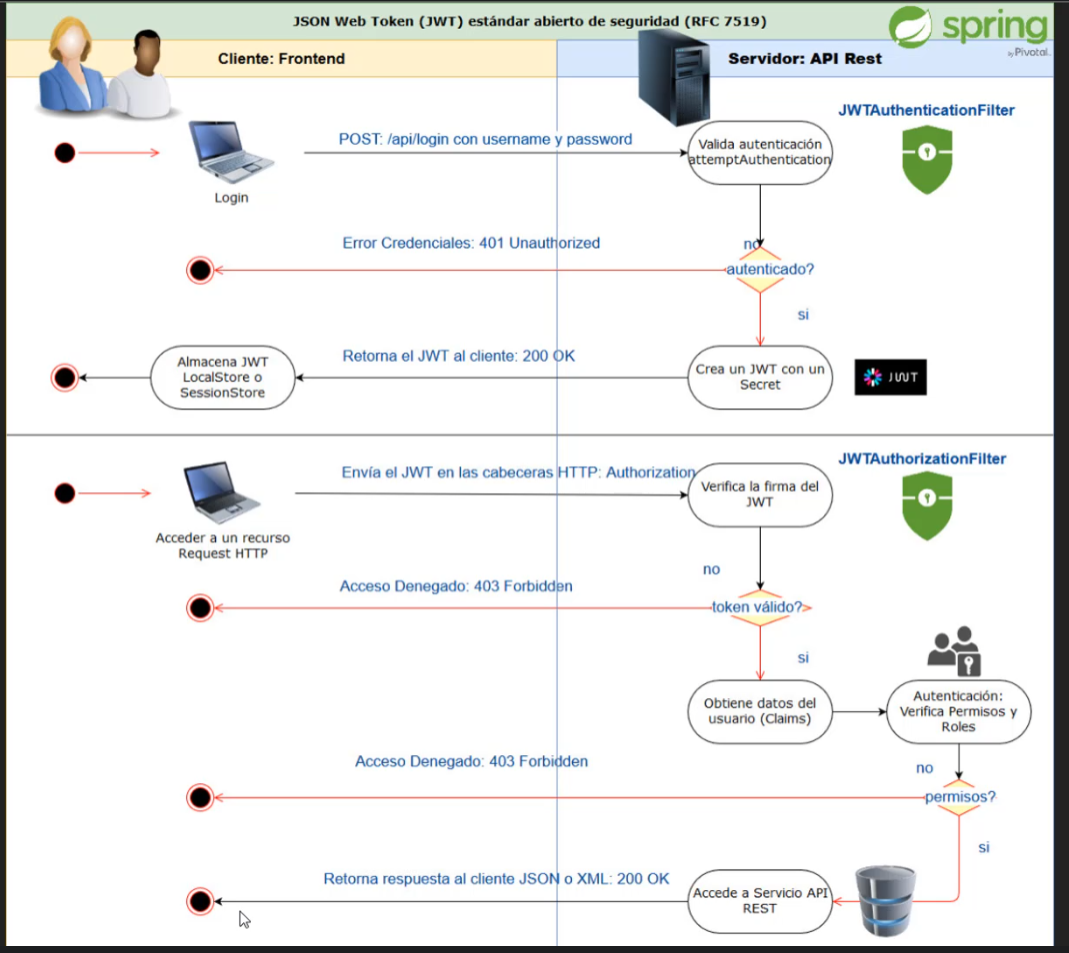 JSON Web Token (JWT) estándar abierto de seguridad (RFC 7519)
spring
by Pivotal.
Cliente: Frontend
Servidor: API Rest
JWTAuthenticationFilter
POST: /api/login con username y password
Valida autenticación
attemptAuthentication
Login
Error Credenciales: 401 Unauthorized
no
autenticado?
si
Retorna el JWT al cliente: 200 OK
Almacena JWT
LocalStore o
SessionStore
Crea un JWT con un
Secret
JWT
JWTAuthorizationFilter
Envía el JWT en las cabeceras HTTP: Authorization
Verifica la firma del
JWT
Acceder a un recurso
Request HTTP
no
Acceso Denegado: 403 Forbidden
token válido?
si
Obtiene datos del
usuario (Claims)
Autenticación:
Verifica Permisos y
Roles
Acceso Denegado: 403 Forbidden
no
permisos?
si
Retorna respuesta al cliente JSON o XML: 200 OK
Accede a Servicio API
REST